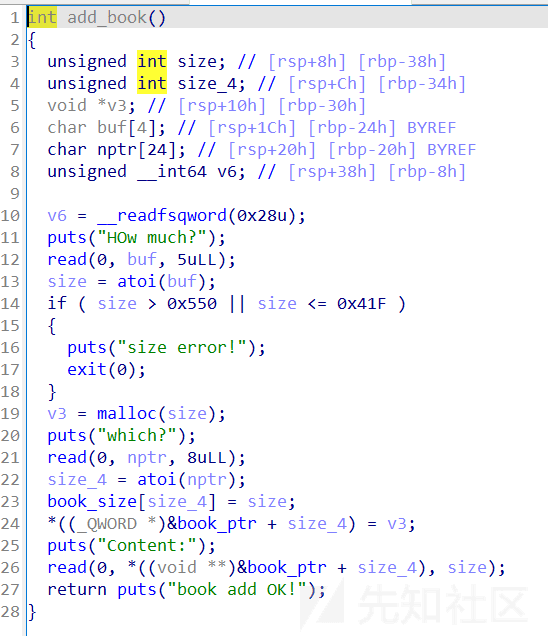 1 int add_book()
2 {
3 unsigned int size; // [rsp+8h] [rbp-38h]
4 unsigned int size_4; // [rsp+Ch] [rbp-34h]
5 void *v3; // [rsp+10h] [rbp-30h]
6 char buf[4]; // [rsp+1Ch] [rbp-24h] BYREF
7 char nptr[24]; // [rsp+20h] [rbp-20h] BYREF
8 unsigned __int64 v6; // [rsp+38h] [rbp-8h]
9
10 v6 = __readfsqword(0x28u);
11 puts("HOw much?");
12 read(0, buf, 5uLL);
13 size = atoi(buf);
14 if ( size > 0x550 || size <= 0x41F )
15 {
16 puts("size error!");
17 exit(0);
18 }
19 v3 = malloc(size);
20 puts("which?");
21 read(0, nptr, 8uLL);
22 size_4 = atoi(nptr);
23 book_size[size_4] = size;
24 *((_QWORD *)&book_ptr + size_4) = v3;
25 puts("Content:");
26 read(0, *((void **)&book_ptr + size_4), size);
27 return puts("book add OK!");
28 }
先知社区